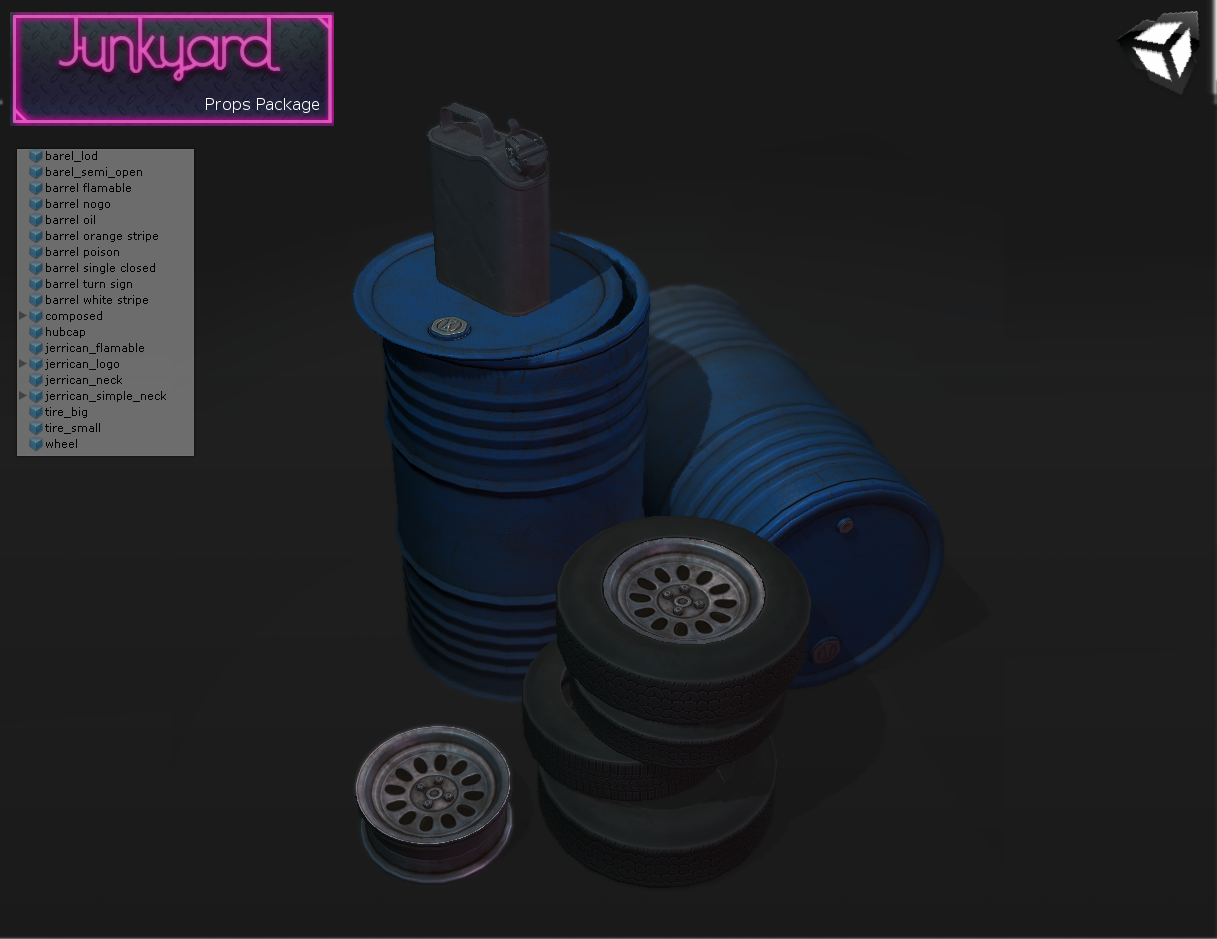 Junkyard
Props Package
barel_lod
barel_semi_open
barrel flamable
barrel nogo
barrel oil
barrel orange stripe
barrel poison
barrel single closed
barrel turn sign
barrel white stripe
composed
hubcap
jerrican_flamable
jerrican_logo
jerrican_neck
jerrican_simple_neck
tire_big
tire_small
wheel